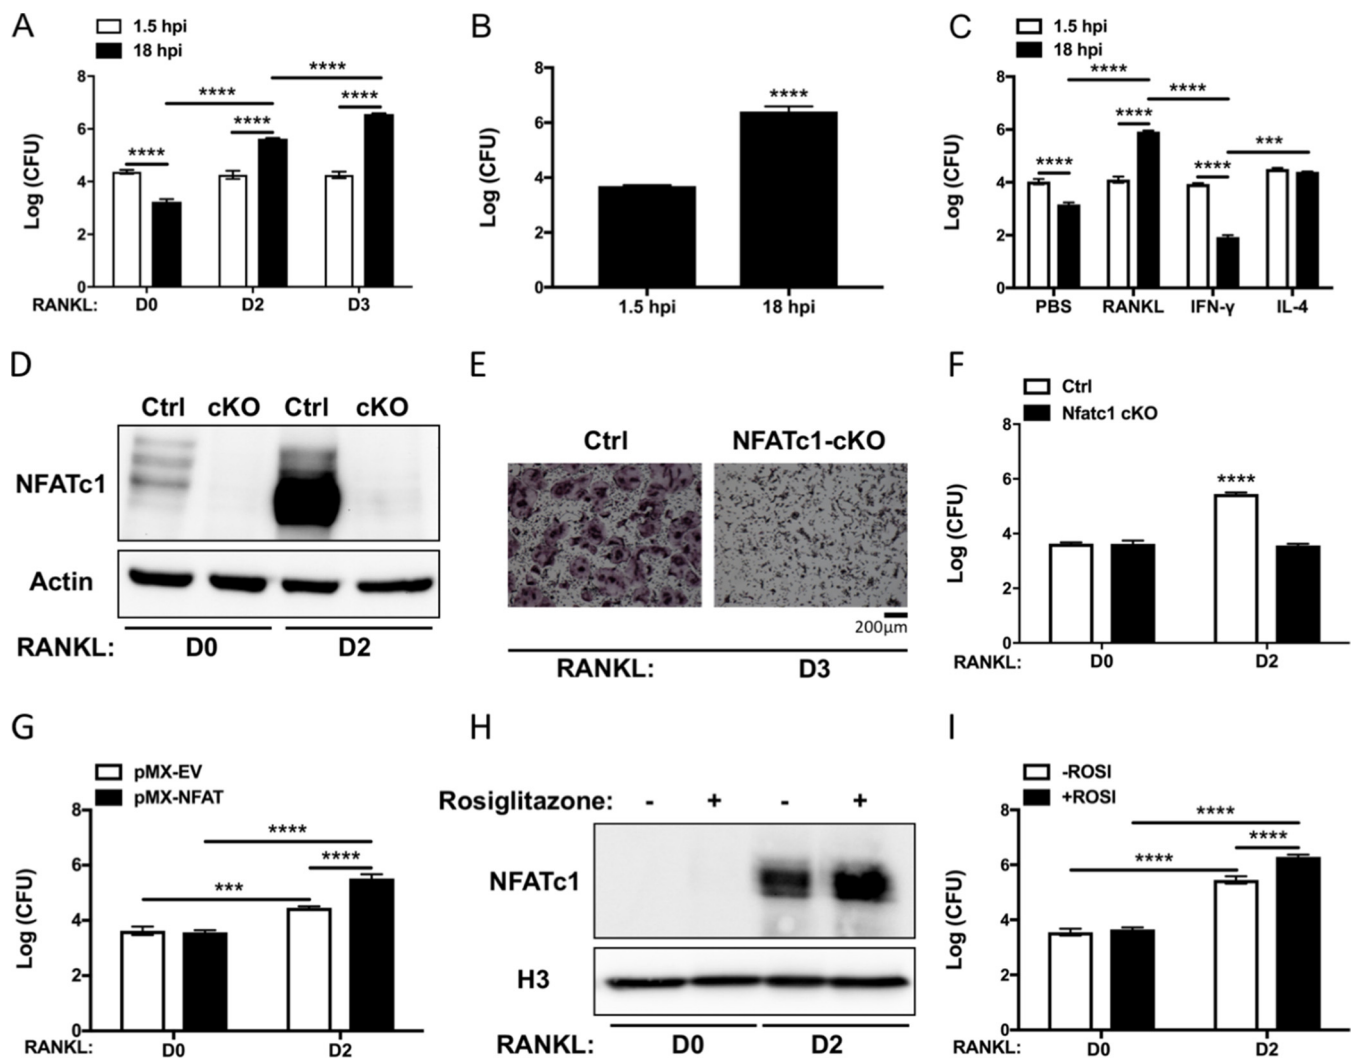 A
1.5 hpi
18 hpi
****
****
****
****
****
8
6
4
2
0
Log (CFU)
RANKL:
D0
D2
D3
B
8
6
4
2
0
Log (CFU)
****
1.5 hpi
18 hpi
C
1.5 hpi
18 hpi
****
****
****
***
****
****
8
6
4
2
0
Log (CFU)
PBS
RANKL
IFN-γ
IL-4
D
Ctrl cKO Ctrl cKO
NFATc1
Actin
RANKL: D0 D2
E
Ctrl NFATc1-cKO
200µm
RANKL: D3
F
Ctrl
Nfatc1 cKO
8
6
4
2
0
Log (CFU)
****
RANKL: D0 D2
G
pMX-EV
pMX-NFAT
8
6
4
2
0
Log (CFU)
****
****
***
RANKL: D0 D2
H
Rosiglitazone: - + - +
NFATc1
H3
RANKL: D0 D2
I
-ROSI
+ROSI
8
6
4
2
0
Log (CFU)
****
****
****
RANKL: D0 D2